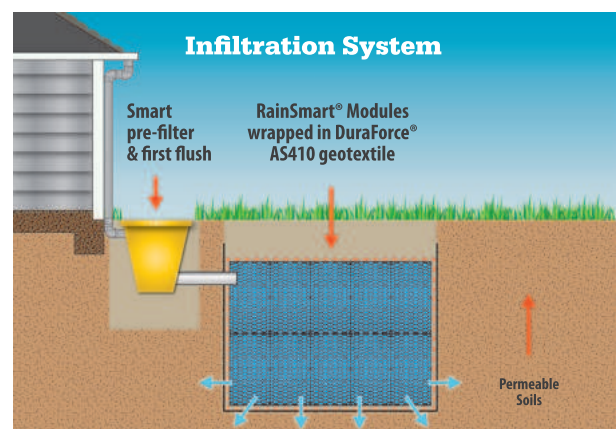 Infiltration System
Smart
pre-filter
& first flush
RainSmart® Modules
wrapped in DuraForce®
AS410 geotextile
Permeable
Soils